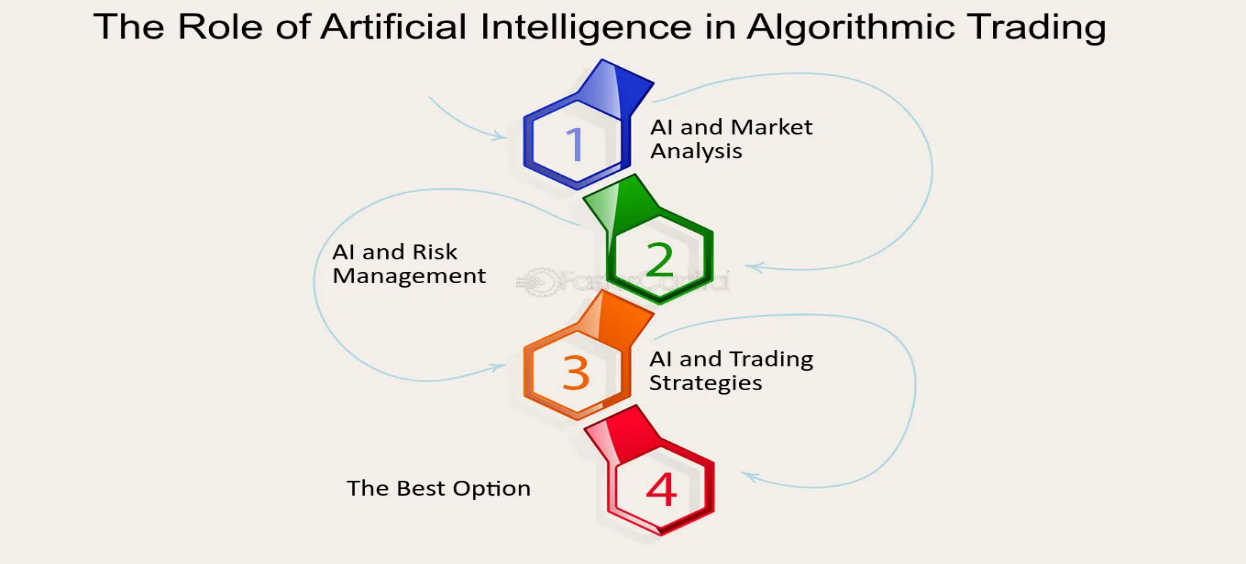 The Role of Artificial Intelligence in Algorithmic Trading
1
AI and Market
Analysis
2
AI and Risk
Management
FasterCapital
3
AI and Trading
Strategies
4
The Best Option